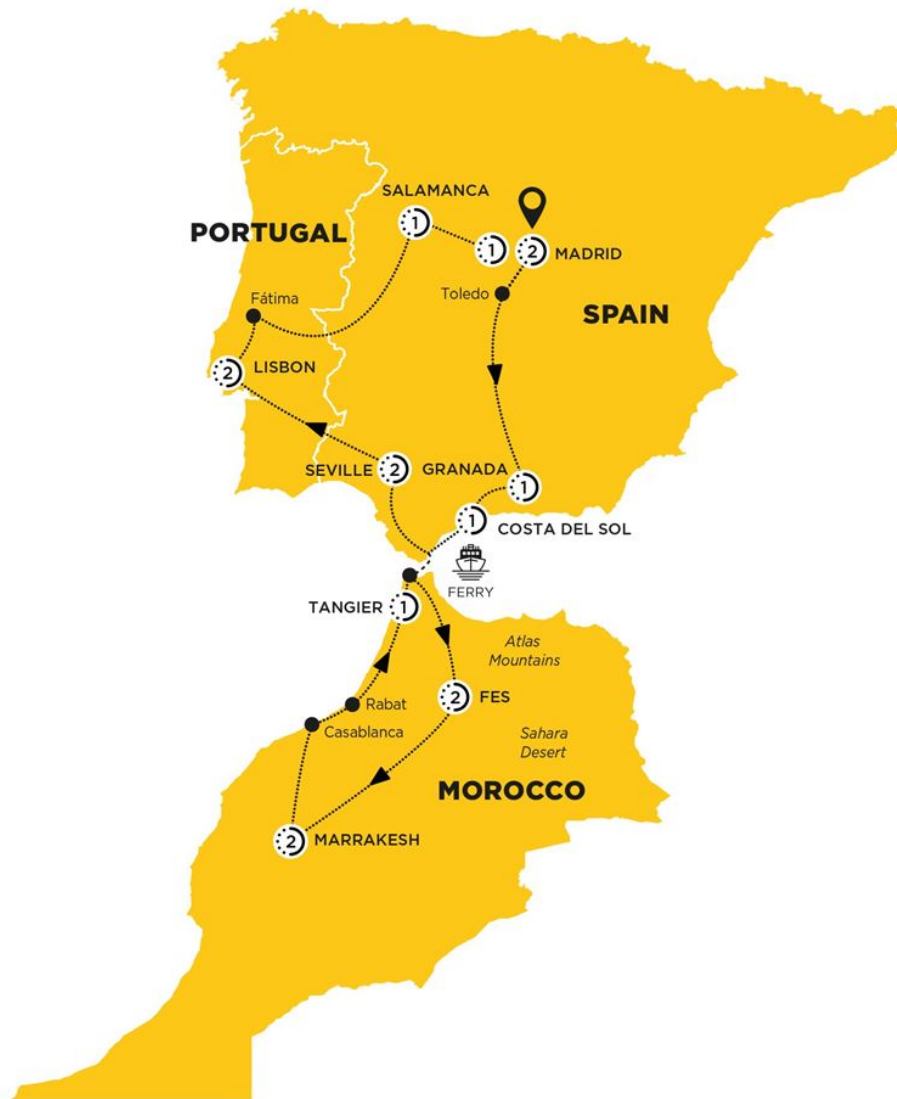 SALAMANCA
1
PORTUGAL
1
2
MADRID
Toledo
Fátima
SPAIN
2
LISBON
SEVILLE
2
GRANADA
1
1
COSTA DEL SOL
FERRY
TANGIER
1
Atlas
Mountains
2
FES
Rabat
Casablanca
Sahara
Desert
MOROCCO
2
MARRAKESH